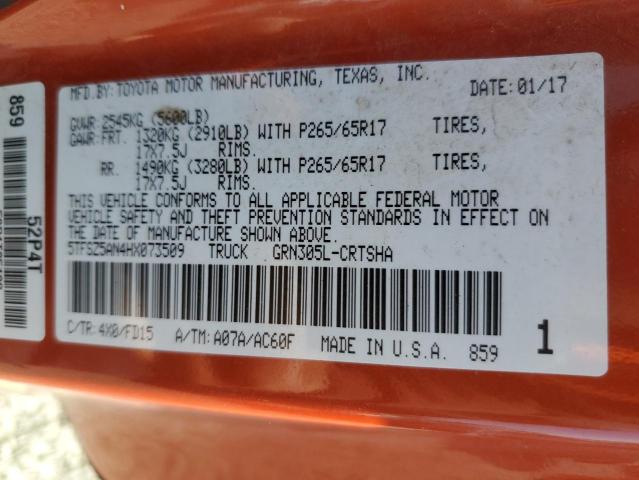 MFD.BY:TOYOTA MOTOR MANUFACTURING, TEXAS, INC. DATE:01/17
GVWR:2545KG (5600LB)
GAWR:FRT. 1320KG (2910LB) WITH P265/65R17 TIRES,
17X7.5J RIMS.
RR. 1490KG (3280LB) WITH P265/65R17 TIRES,
17X7.5J RIMS.
THIS VEHICLE CONFORMS TO ALL APPLICABLE FEDERAL MOTOR
VEHICLE SAFETY AND THEFT PREVENTION STANDARDS IN EFFECT ON
THE DATE OF MANUFACTURE SHOWN ABOVE.
5TFSZ5AN4HX073509 TRUCK GRN305L-CRTSHA
C/TR:4X0/FD15 A/TM:A07A/AC60F MADE IN U.S.A. 859 1
859
52P4T